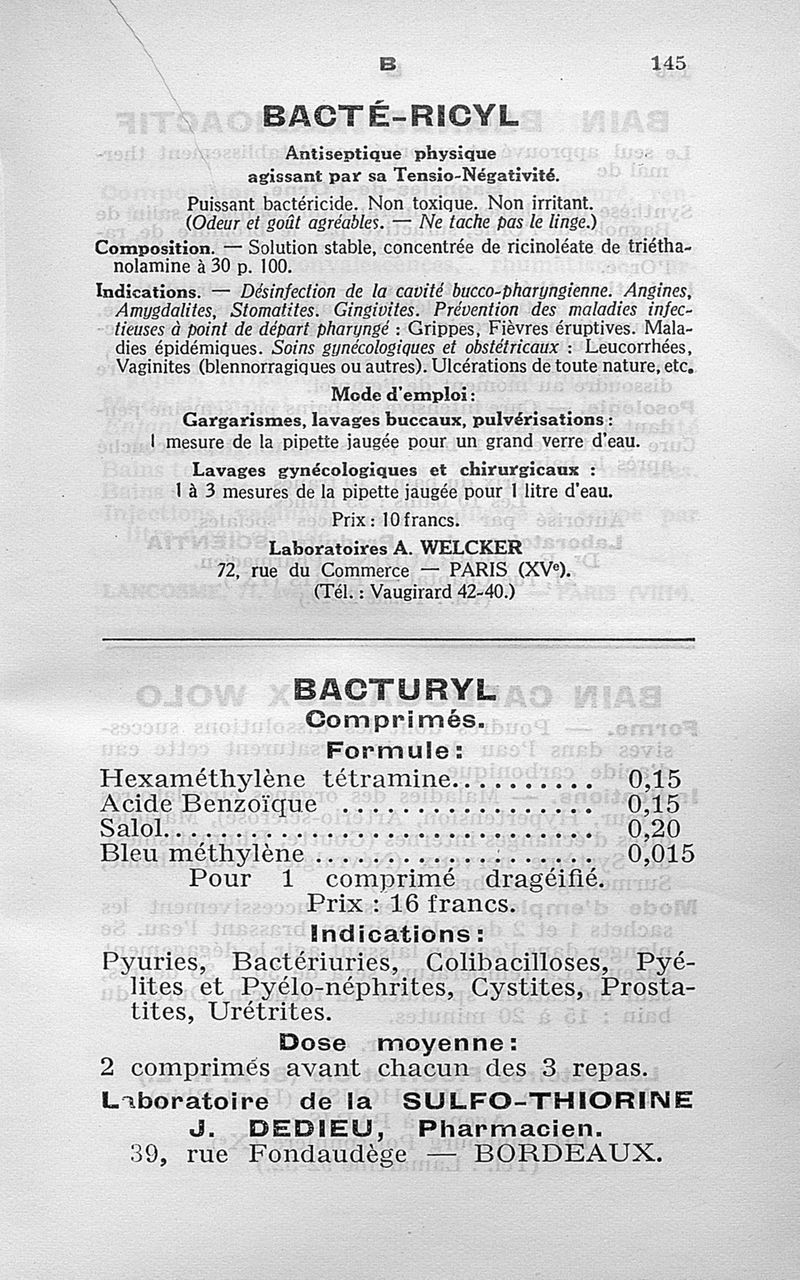 B 145
BACTÉ-RICYL
Antiseptique physique
agissant par sa Tensio-Négativité.
Puissant bactéricide. Non toxique. Non irritant.
(Odeur et goût agréables. — Ne tache pas le linge.)
Composition. — Solution stable, concentrée de ricinoléate de triétha-
nolamine à 30 p. 100.
Indications. — Désinfection de la cavité bucco-pharyngienne. Angines,
Amygdalites, Stomatites. Gingivites. Prévention des maladies infec-
tieuses à point de départ pharyngé : Grippes, Fièvres éruptives. Mala-
dies épidémiques. Soins gynécologiques et obstétricaux : Leucorrhées,
Vaginites (blennorragiques ou autres). Ulcérations de toute nature, etc.
Mode d'emploi :
Gargarismes, lavages buccaux, pulvérisations :
1 mesure de la pipette jaugée pour un grand verre d'eau.
Lavages gynécologiques et chirurgicaux :
1 à 3 mesures de la pipette jaugée pour 1 litre d'eau.
Prix : 10 francs.
Laboratoires A. WELCKER
72, rue du Commerce — PARIS (XVe).
(Tél. : Vaugirard 42-40.)
BACTURYL
Comprimés.
Formule :
Hexaméthylène tétramine........... 0,15
Acide Benzoïque .................... 0,15
Salol.............................. 0,20
Bleu méthylène .................... 0,015
Pour 1 comprimé dragéifié.
Prix : 16 francs.
Indications :
Pyuries, Bactériuries, Colibacilloses, Pyé-
lites et Pyélo-néphrites, Cystites, Prosta-
tites, Urétrites.
Dose moyenne :
2 comprimés avant chacun des 3 repas.
Laboratoire de la SULFO-THIORINE
J. DEDIEU, Pharmacien.
39, rue Fondaudège — BORDEAUX.